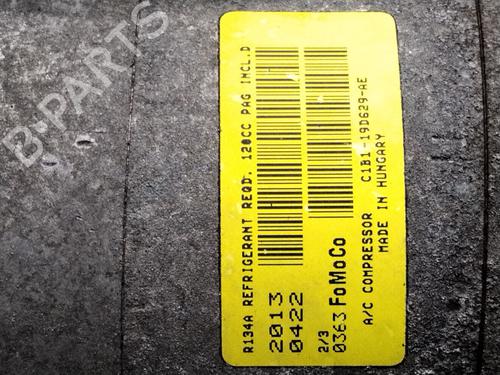 R134A REFRIGERANT REQD. 120CC PAG INCL.D
2013
0422
2/3
0363 FoMoCo
A/C COMPRESSOR C1B1-19D629-AE
MADE IN HUNGARY
B-PARTS